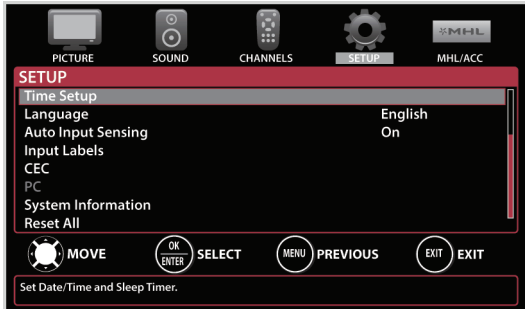 MHL
PICTURE SOUND CHANNELS SETUP MHL/ACC
SETUP
Time Setup
Language English
Auto Input Sensing On
Input Labels
CEC
PC
System Information
Reset All
MOVE OK ENTER SELECT MENU PREVIOUS EXIT EXIT
Set Date/Time and Sleep Timer.